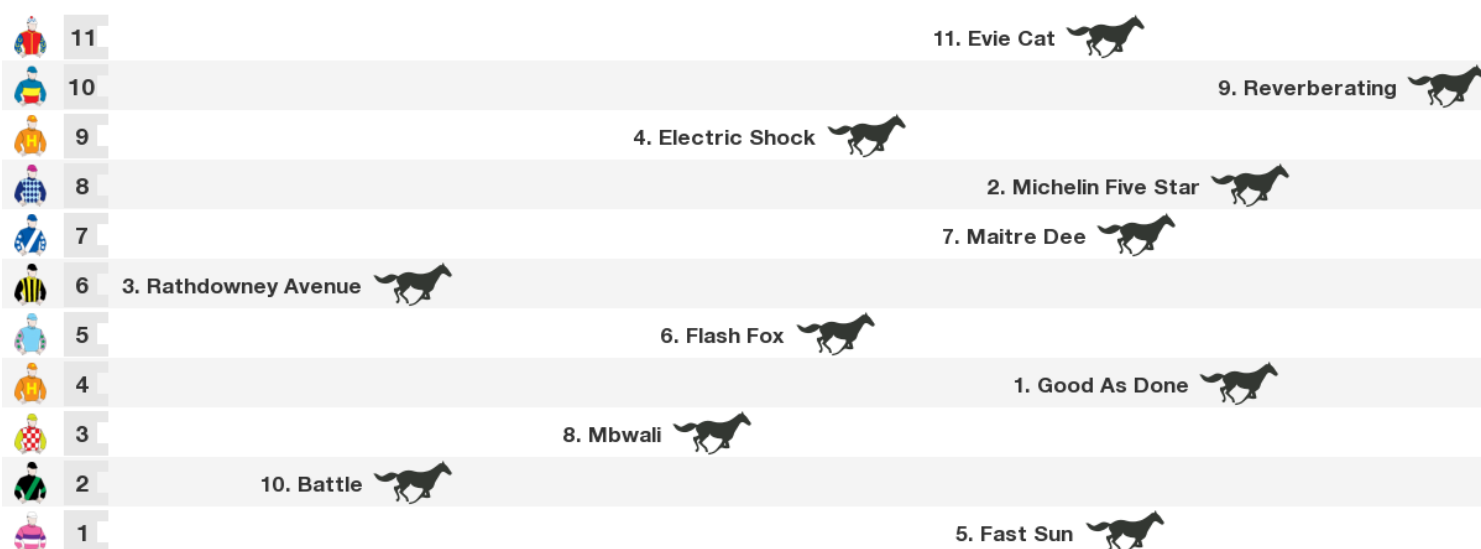 11 11. Evie Cat
10 9. Reverberating
9 4. Electric Shock
8 2. Michelin Five Star
7 7. Maitre Dee
6 3. Rathdowney Avenue
5 6. Flash Fox
4 1. Good As Done
3 8. Mbwali
2 10. Battle
1 5. Fast Sun